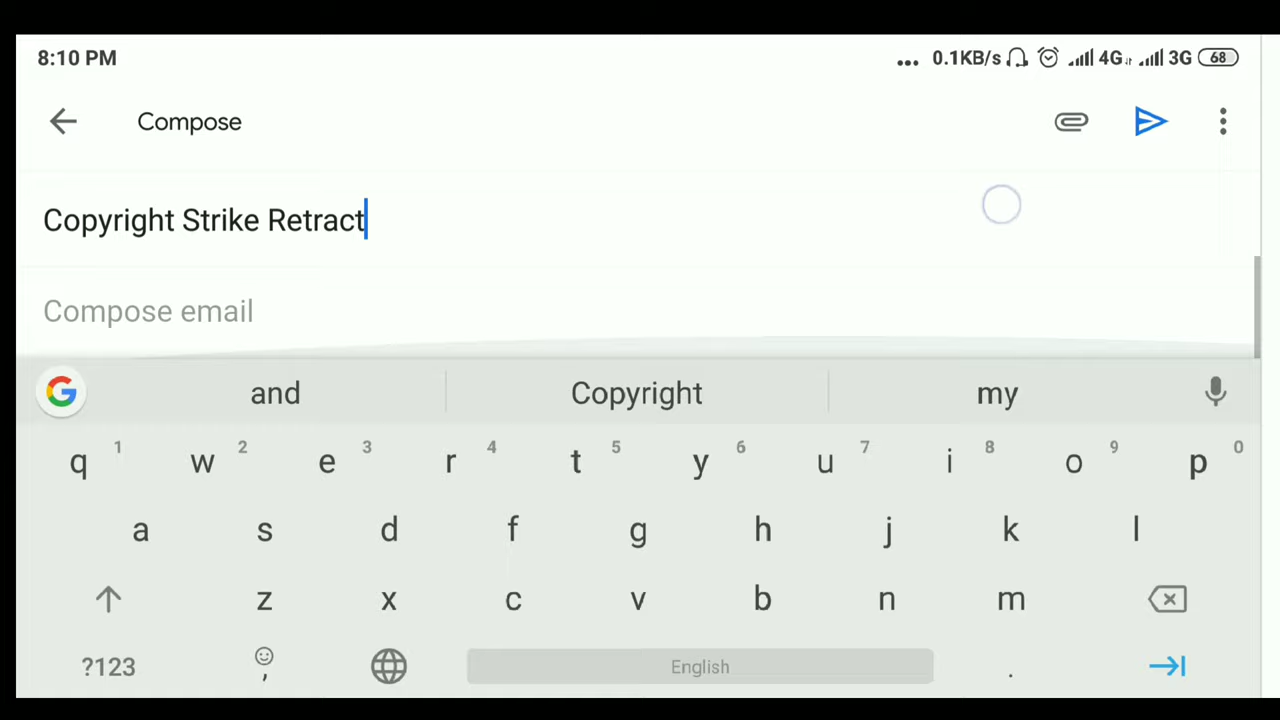 8:10 PM ... 0.1KB/s 4G 3G 68
Compose
Copyright Strike Retract
Compose email
and Copyright my
q 1 w 2 e 3 r 4 t 5 y 6 u 7 i 8 o 9 p 0
a s d f g h j k l
z x c v b n m
?123 , English .